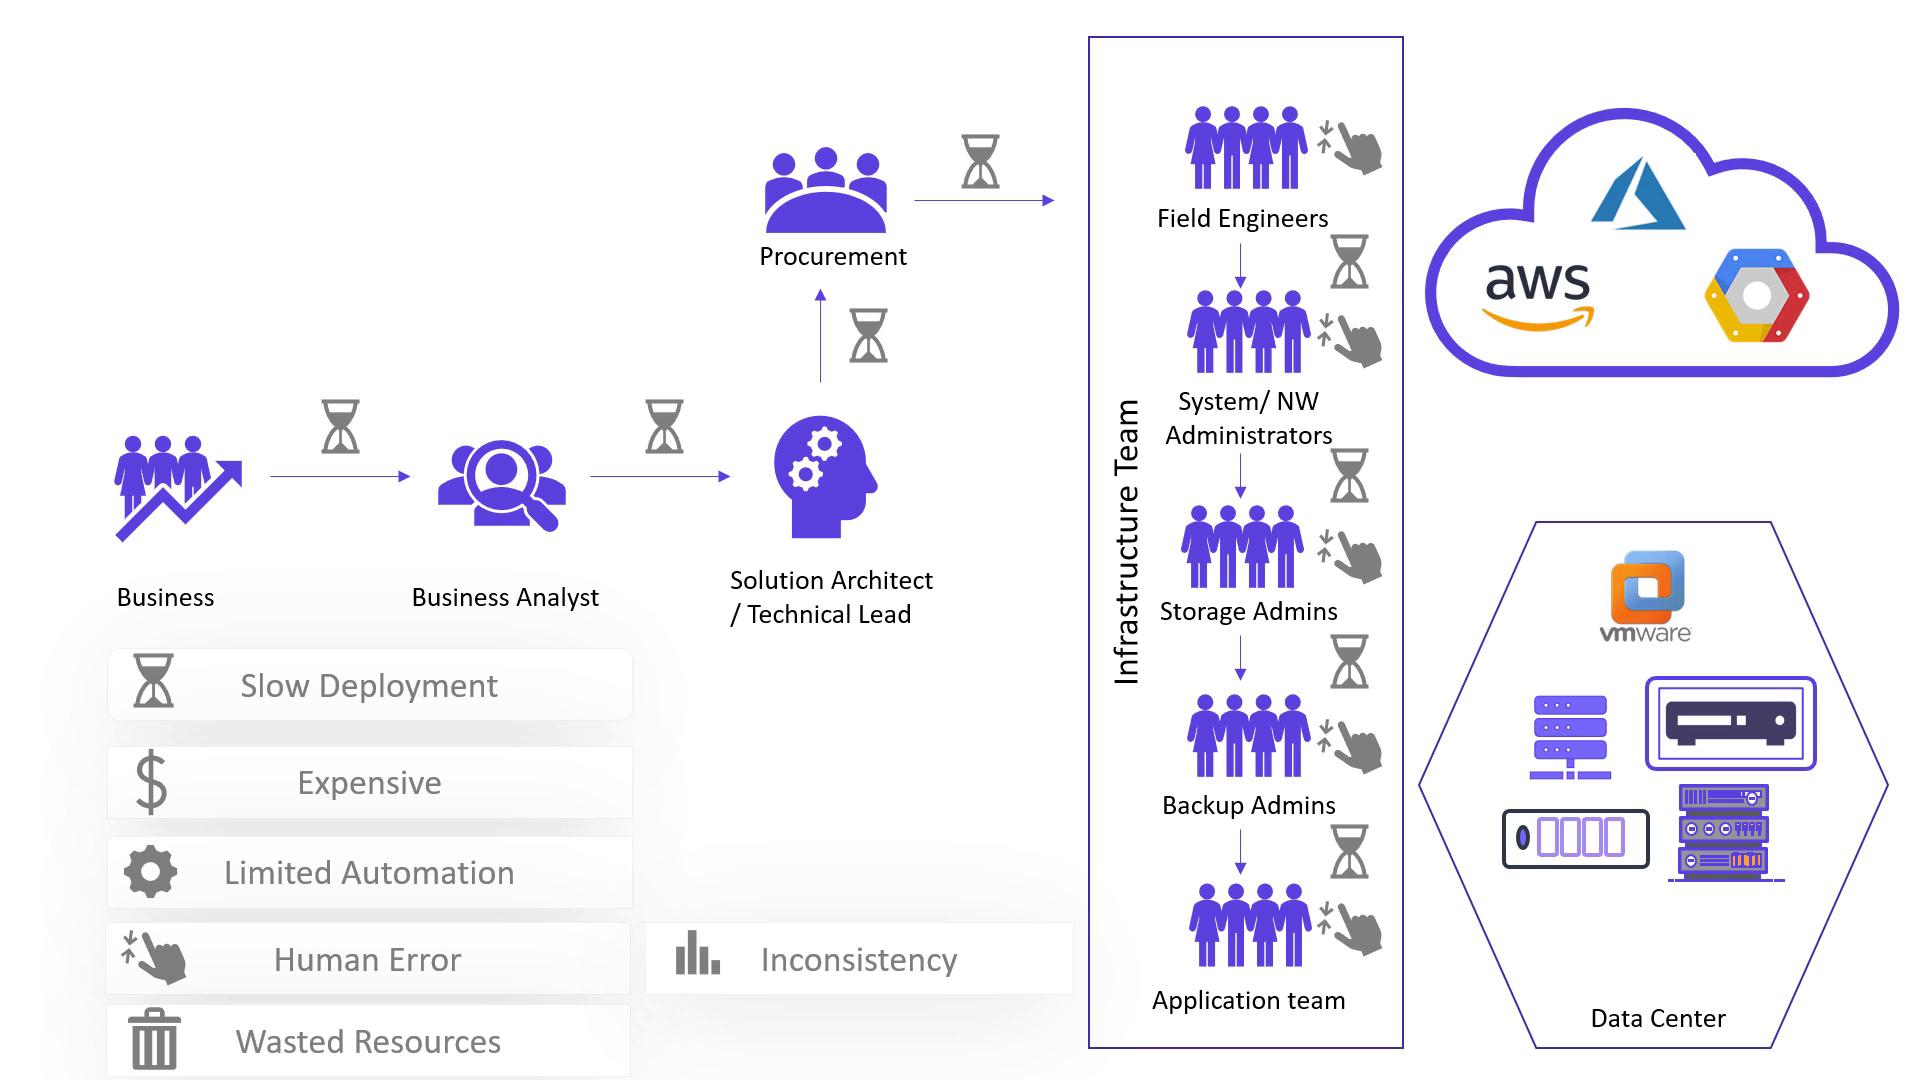 Business
Business Analyst
Solution Architect
/ Technical Lead
Procurement
Infrastructure Team
Field Engineers
System/ NW
Administrators
Storage Admins
Backup Admins
Application team
aws
vmware
Data Center
Slow Deployment
Expensive
Limited Automation
Human Error
Inconsistency
Wasted Resources